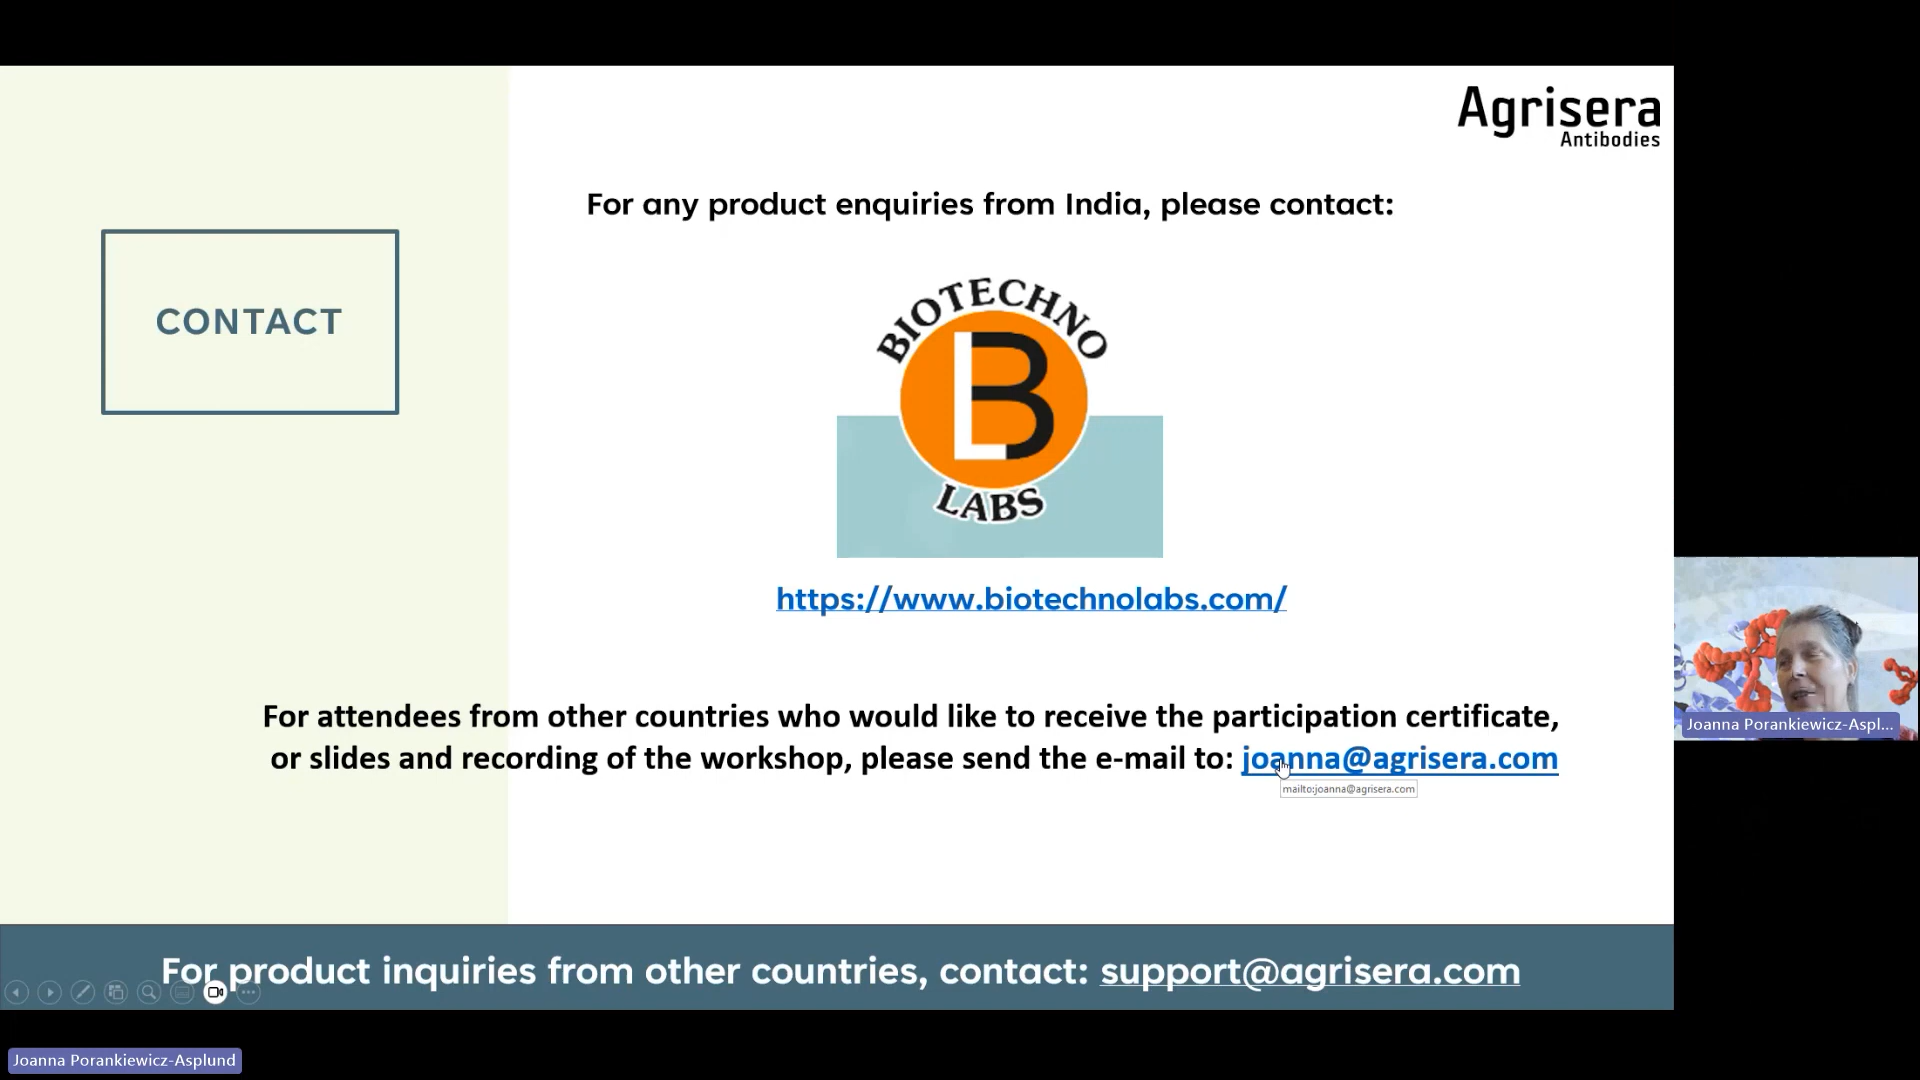 Agrisera
Antibodies
For any product enquiries from India, please contact:
CONTACT
BIOTECHNO
LB
LABS
https://www.biotechnolabs.com/
For attendees from other countries who would like to receive the participation certificate,
or slides and recording of the workshop, please send the e-mail to: joanna@agrisera.com
mailto:joanna@agrisera.com
Joanna Porankiewicz-Aspl...
For product inquiries from other countries, contact: support@agrisera.com
Joanna Porankiewicz-Asplund